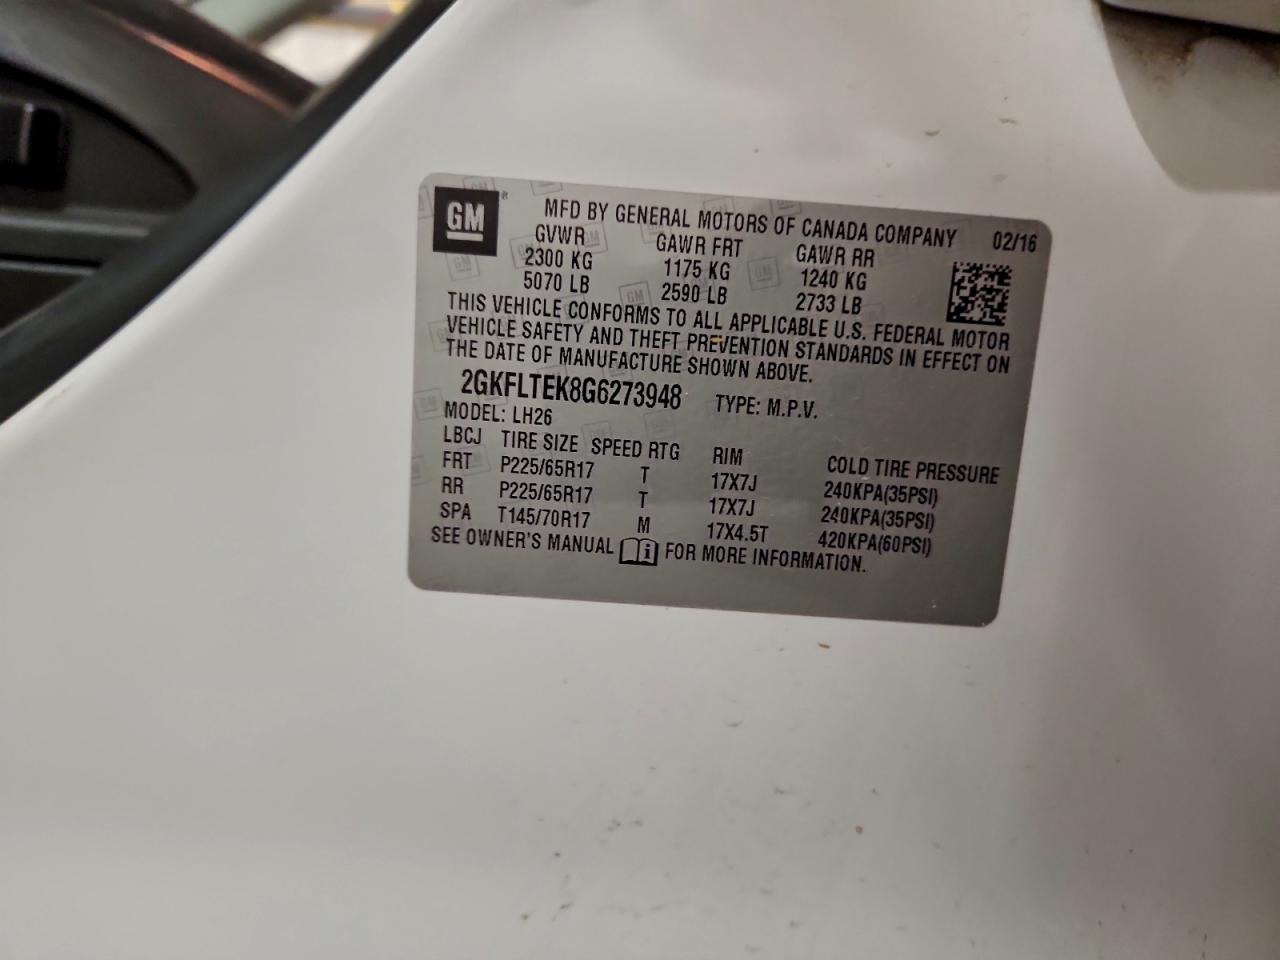 GM ®
MFD BY GENERAL MOTORS OF CANADA COMPANY 02/16
GVWR GAWR FRT GAWR RR
2300 KG 1175 KG 1240 KG
5070 LB 2590 LB 2733 LB
THIS VEHICLE CONFORMS TO ALL APPLICABLE U.S. FEDERAL MOTOR
VEHICLE SAFETY AND THEFT PREVENTION STANDARDS IN EFFECT ON
THE DATE OF MANUFACTURE SHOWN ABOVE.
2GKFLTEK8G6273948 TYPE: M.P.V.
MODEL: LH26
LBCJ TIRE SIZE SPEED RTG RIM COLD TIRE PRESSURE
FRT P225/65R17 T 17X7J 240KPA(35PSI)
RR P225/65R17 T 17X7J 240KPA(35PSI)
SPA T145/70R17 M 17X4.5T 420KPA(60PSI)
SEE OWNER'S MANUAL FOR MORE INFORMATION.